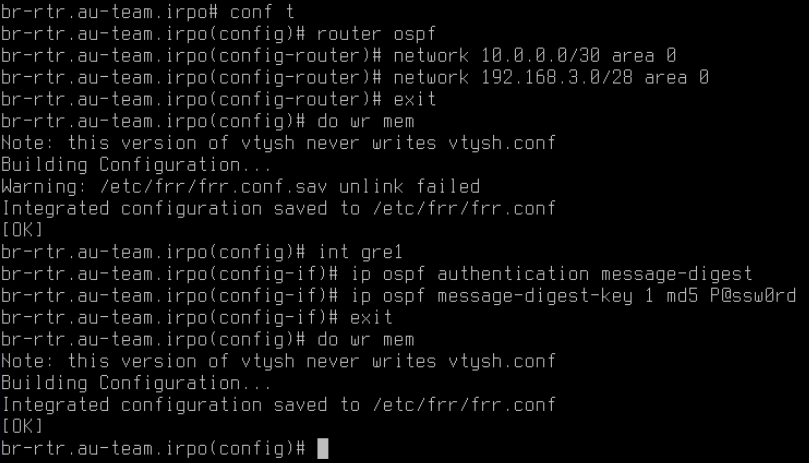 br-rtr.au-team.irpo# conf t
br-rtr.au-team.irpo(config)# router ospf
br-rtr.au-team.irpo(config-router)# network 10.0.0.0/30 area 0
br-rtr.au-team.irpo(config-router)# network 192.168.3.0/28 area 0
br-rtr.au-team.irpo(config-router)# exit
br-rtr.au-team.irpo(config)# do wr mem
Note: this version of vtysh never writes vtysh.conf
Building Configuration...
Warning: /etc/frr/frr.conf.sav unlink failed
Integrated configuration saved to /etc/frr/frr.conf
[OK]
br-rtr.au-team.irpo(config)# int gre1
br-rtr.au-team.irpo(config-if)# ip ospf authentication message-digest
br-rtr.au-team.irpo(config-if)# ip ospf message-digest-key 1 md5 P@ssw0rd
br-rtr.au-team.irpo(config-if)# exit
br-rtr.au-team.irpo(config)# do wr mem
Note: this version of vtysh never writes vtysh.conf
Building Configuration...
Integrated configuration saved to /etc/frr/frr.conf
[OK]
br-rtr.au-team.irpo(config)#